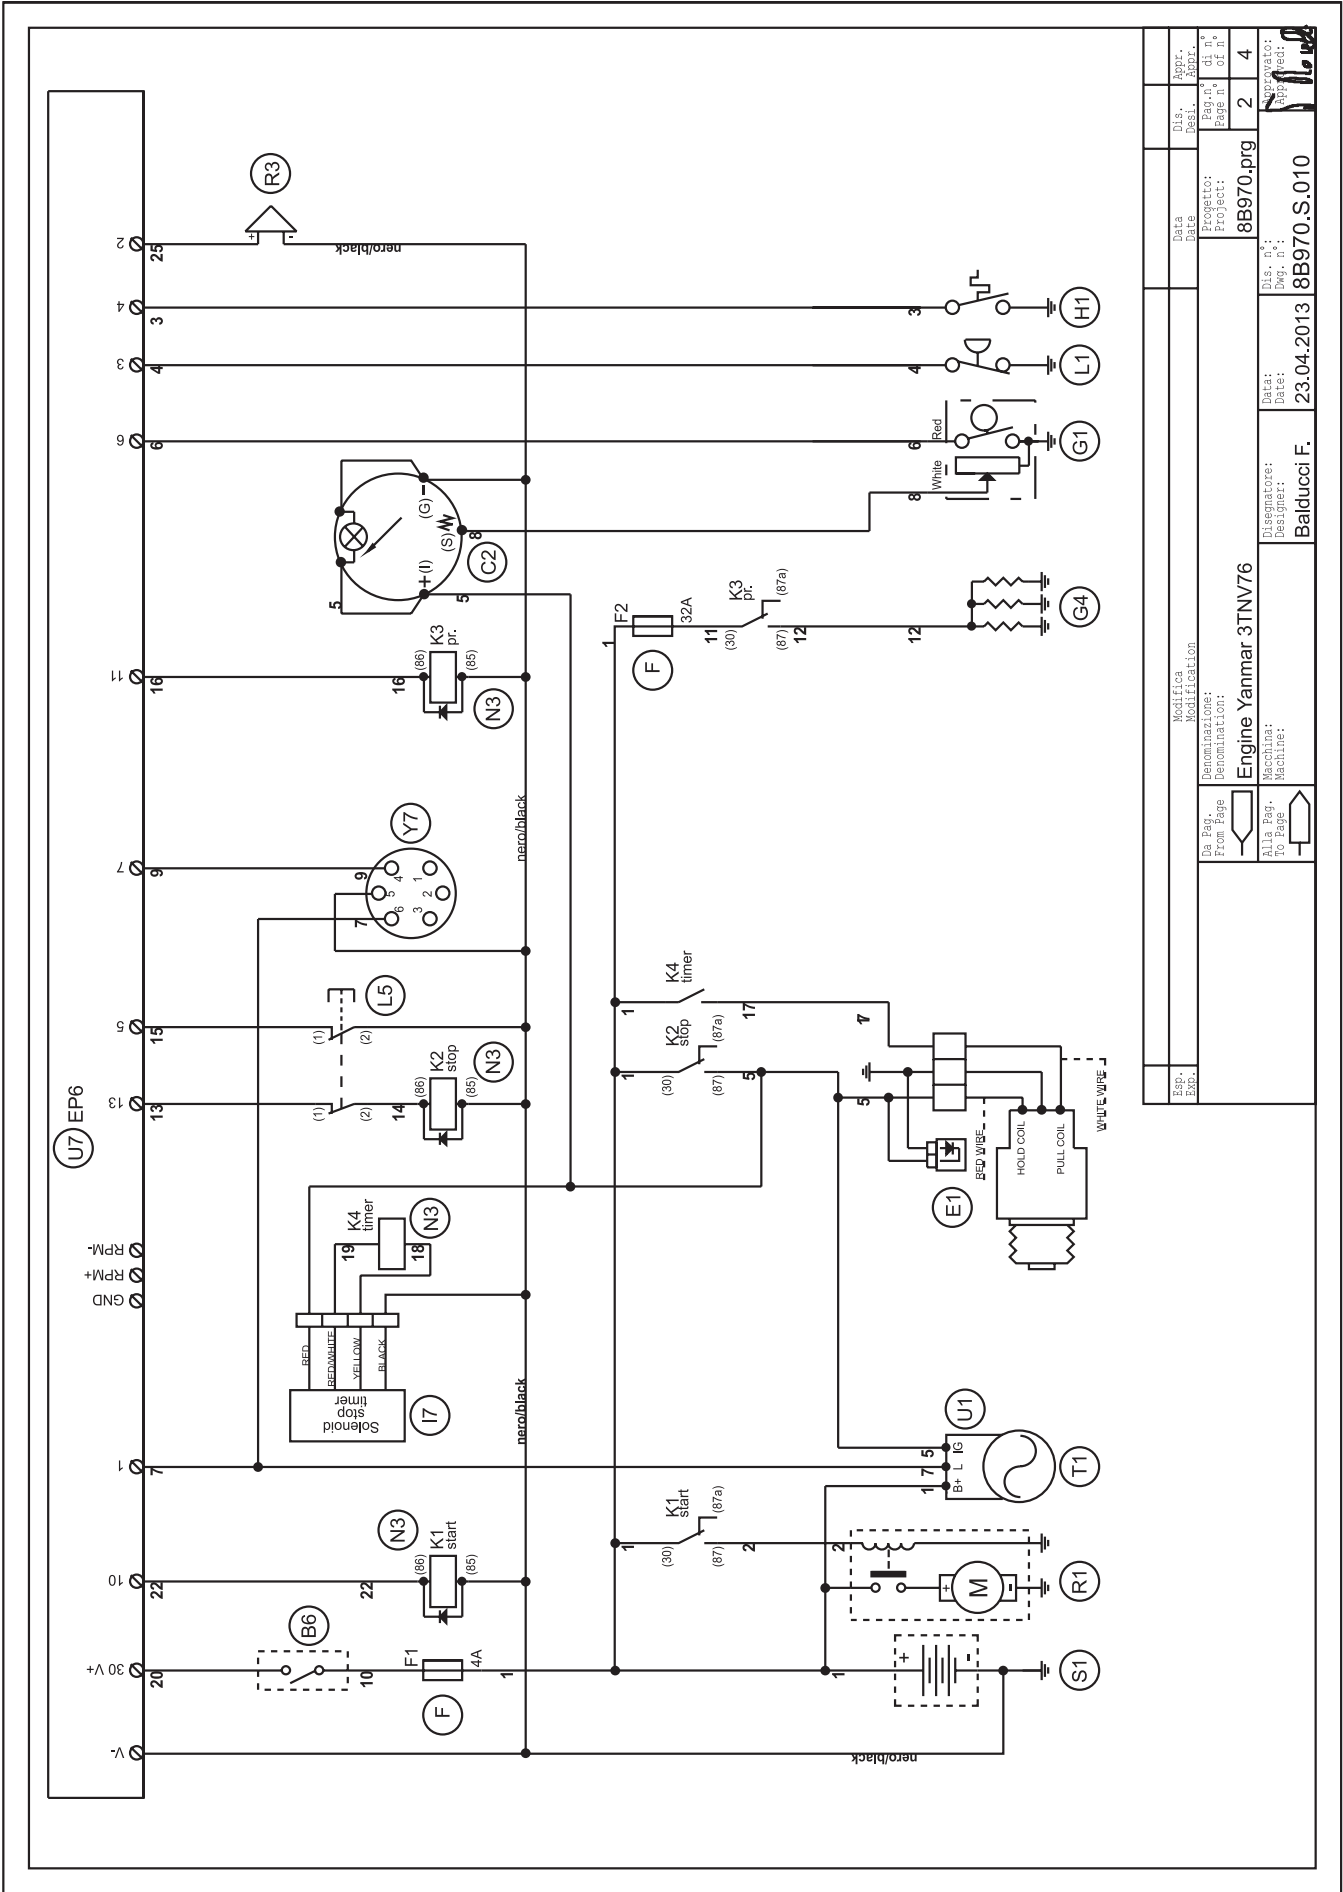 U7 EP6
V-
30 V+
10
1
GND
RPM+
RPM-
13
5
7
11
6
3
4
2
20
22
7
13
15
9
16
6
4
3
25
R3
+
-
nero/black
B6
10
F1
4A
F
1
22
N3
K1
start
(86)
(85)
Solenoid
stop
timer
I7
RED
RED/WHITE
YELLOW
BLACK
19
18
K4
timer
N3
(1)
(2)
14
(1)
(2)
L5
(86)
(85)
K2
stop
N3
7
9
6
5
4
3
2
1
Y7
16
(86)
(85)
K3
pr.
N3
5
+
(I)
5
(S)
8
-
(G)
C2
nero/black
nero/black
1
(30)
(87)
K1
start
(87a)
2
2
1
(30)
(87)
K2
stop
(87a)
5
1
K4
timer
17
17
5
1
F2
32A
F
11
(30)
(87)
K3
pr.
(87a)
12
12
G4
8
White
6
Red
G1
4
L1
3
H1
nero/black
1
+
-
S1
+
M
-
R1
1
7
5
B+
L
IG
U1
T1
E1
RED WIRE
HOLD COIL
PULL COIL
WHITE WIRE
Esp.
Exp.
Modifica
Modification
Data
Date
Dis.
Desi.
Appr.
Appr.
Da Pag.
From Page
Denominazione:
Denomination:
Engine Yanmar 3TNV76
Progetto:
Project:
8B970.prg
Pag.n°
Page n°
2
di n°
of n°
4
Alla Pag.
To Page
Macchina:
Machine:
Disegnatore:
Designer:
Balducci F.
Data:
Date:
23.04.2013
Dis. n°:
Dwg. n°:
8B970.S.010
Approvato:
Approved: